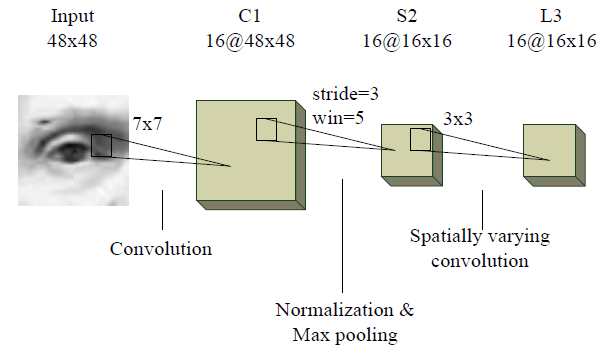 Input
48x48
C1
16@48x48
S2
16@16x16
L3
16@16x16
7x7
stride=3
win=5
3x3
Convolution
Normalization &
Max pooling
Spatially varying
convolution